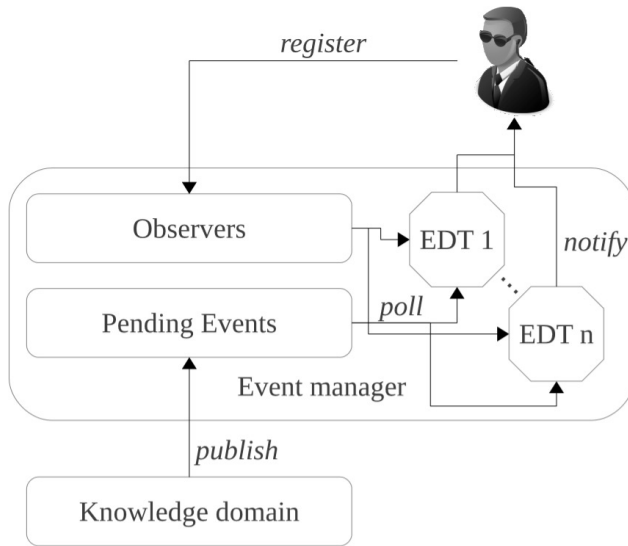 register
Observers
EDT 1
notify
Pending Events
poll
EDT n
Event manager
publish
Knowledge domain